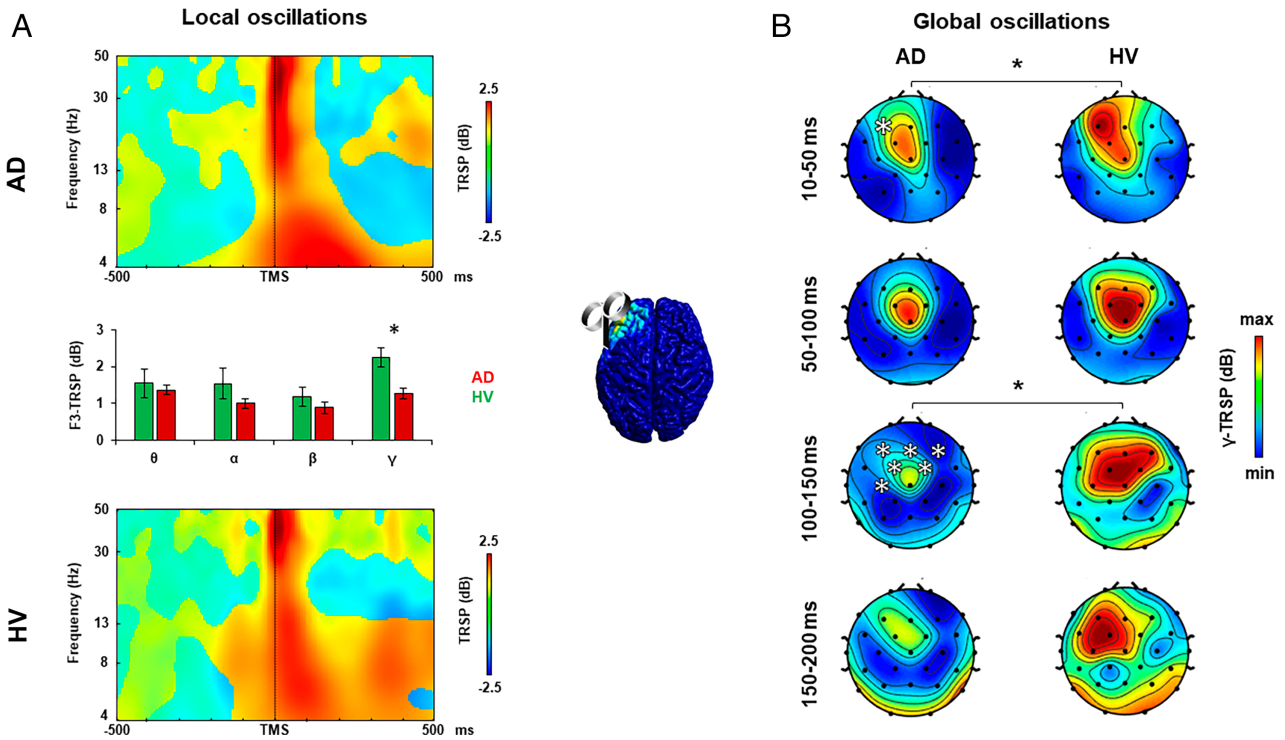 A
Local oscillations
AD
Frequency (Hz)
50
30
13
8
4
-500
TMS
500
ms
2.5
TRSP (dB)
-2.5
F3-TRSP (dB)
3
2
1
0
*
θ
α
β
γ
AD
HV
HV
Frequency (Hz)
50
30
13
8
4
-500
TMS
500
ms
2.5
TRSP (dB)
-2.5
B
Global oscillations
AD
HV
*
10-50 ms
*
50-100 ms
*
100-150 ms
* * *
* *
*
150-200 ms
max
γ-TRSP (dB)
min